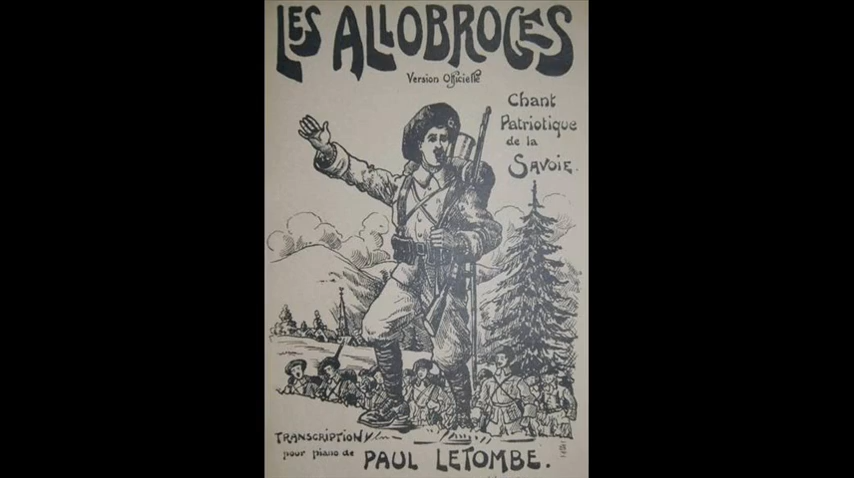 LES ALLOBROGES
Version Officielle
Chant
Patriotique
de la
SAVOIE.
TRANSCRIPTION
pour piano de
PAUL LETOMBE.